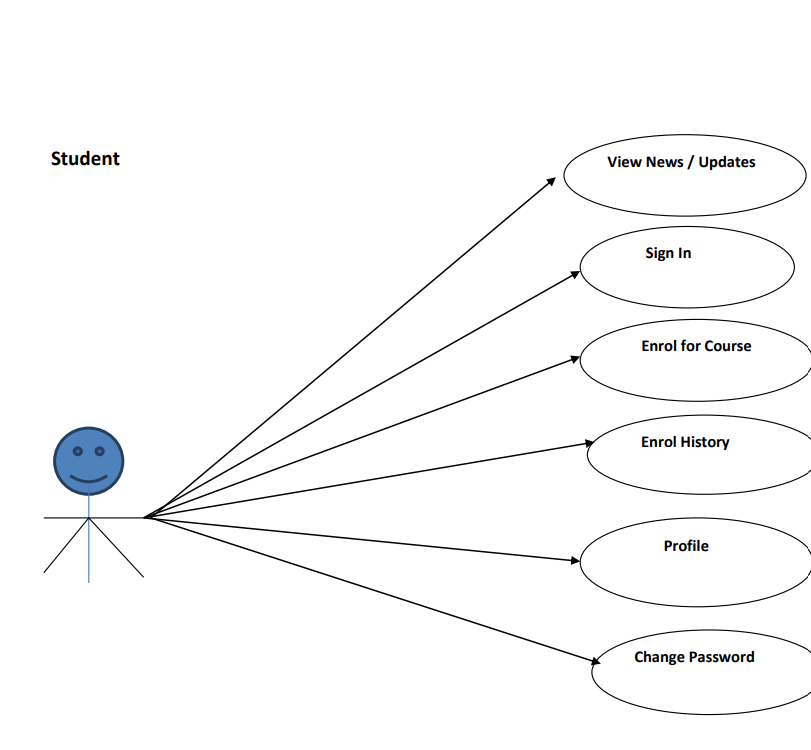 Student
View News / Updates
Sign In
Enrol for Course
Enrol History
Profile
Change Password